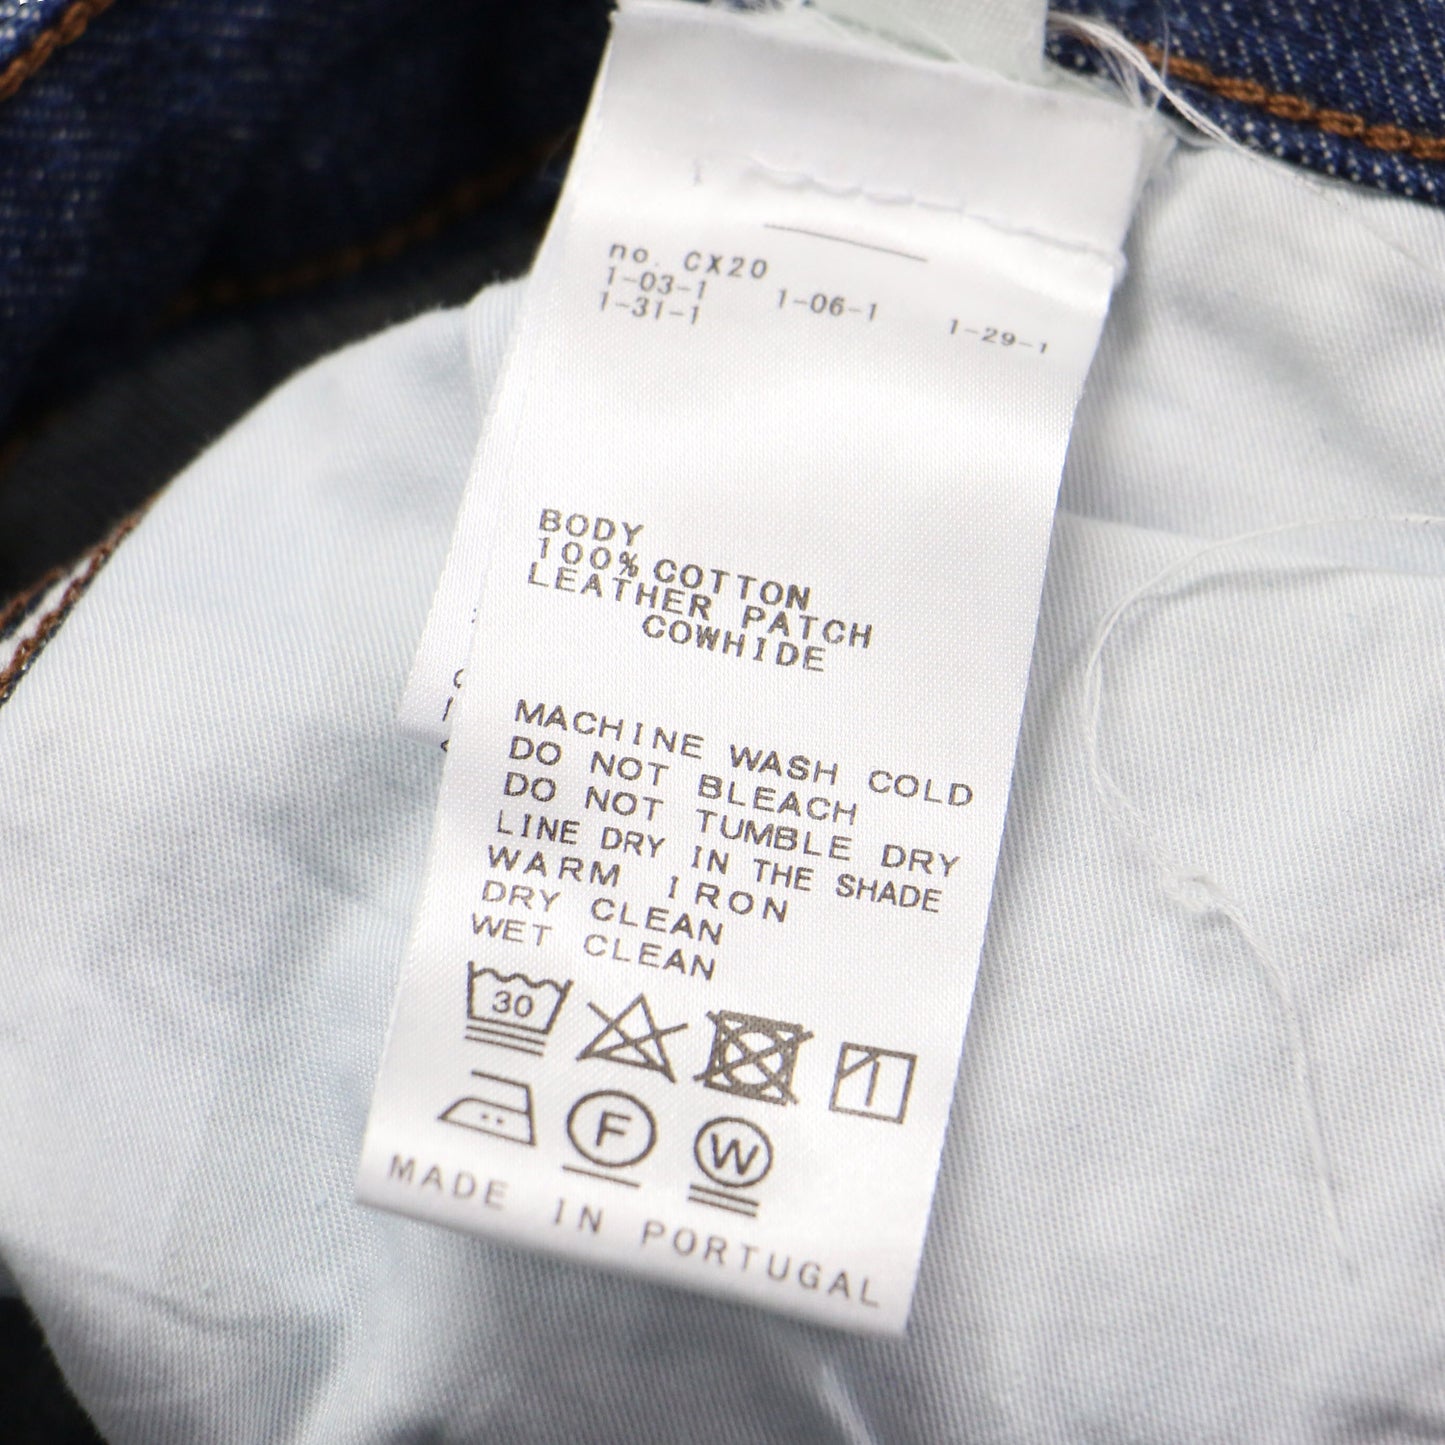 no. CX20
1-03-1 1-06-1 1-29-1
1-31-1
BODY
100% COTTON
LEATHER PATCH
COWHIDE
MACHINE WASH COLD
DO NOT BLEACH
DO NOT TUMBLE DRY
LINE DRY IN THE SHADE
WARM IRON
DRY CLEAN
WET CLEAN
30
F W
MADE IN PORTUGAL